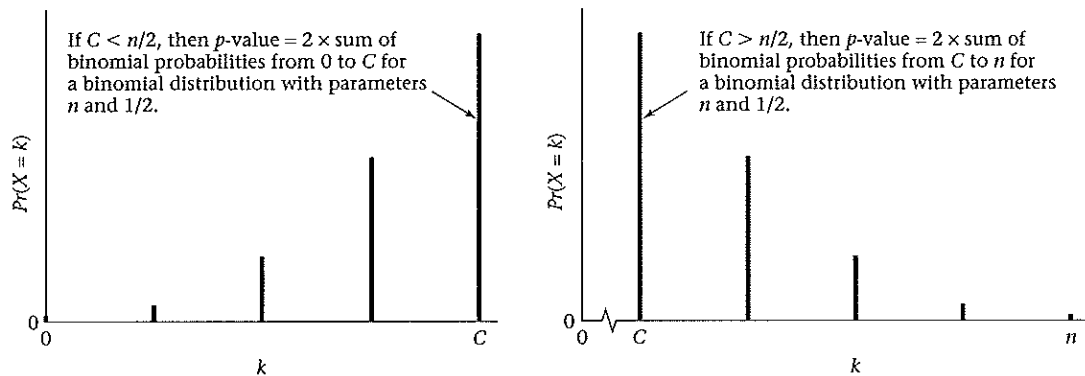 If C < n/2, then p-value = 2 × sum of
binomial probabilities from 0 to C for
a binomial distribution with parameters
n and 1/2.
Pr(X = k)
0
0
C
k
If C > n/2, then p-value = 2 × sum of
binomial probabilities from C to n for
a binomial distribution with parameters
n and 1/2.
Pr(X = k)
0
0
C
n
k